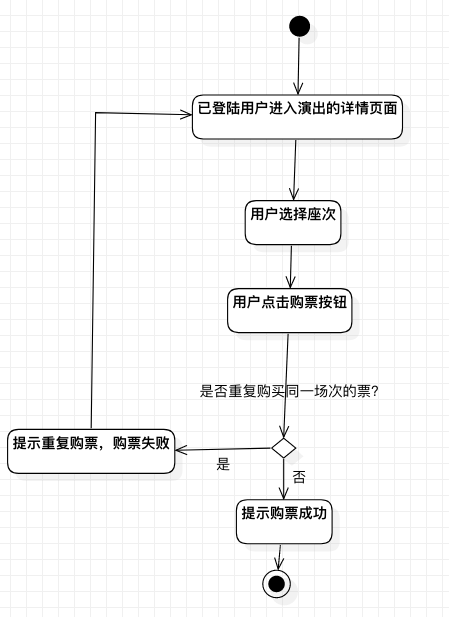 已登陆用户进入演出的详情页面
用户选择座次
用户点击购票按钮
是否重复购买同一场次的票？
提示重复购票，购票失败
是
否
提示购票成功